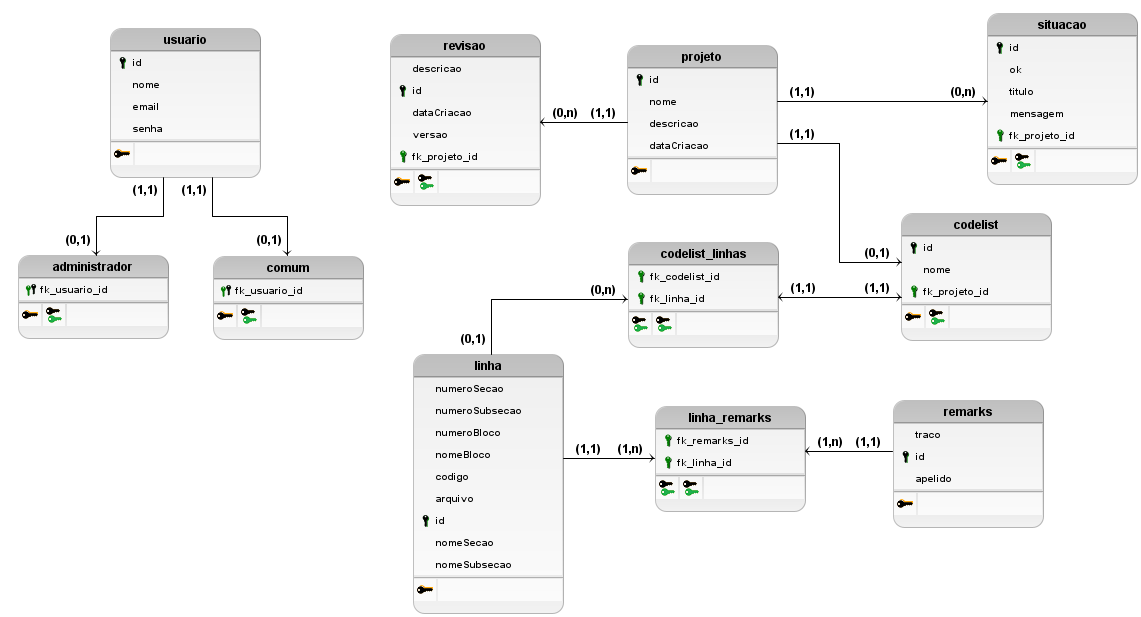 usuario
id
nome
email
senha
(1,1)
(1,1)
(0,1)
(0,1)
administrador
fk_usuario_id
comum
fk_usuario_id
revisao
descricao
id
dataCriacao
versao
fk_projeto_id
(0,n)
(1,1)
projeto
id
nome
descricao
dataCriacao
(1,1)
(0,n)
(1,1)
situacao
id
ok
titulo
mensagem
fk_projeto_id
(0,1)
codelist
id
nome
fk_projeto_id
codelist_linhas
fk_codelist_id
fk_linha_id
(1,1)
(1,1)
(0,n)
(0,1)
linha
numeroSecao
numeroSubsecao
numeroBloco
nomeBloco
codigo
arquivo
id
nomeSecao
nomeSubsecao
(1,1)
(1,n)
linha_remarks
fk_remarks_id
fk_linha_id
(1,n)
(1,1)
remarks
traco
id
apelido